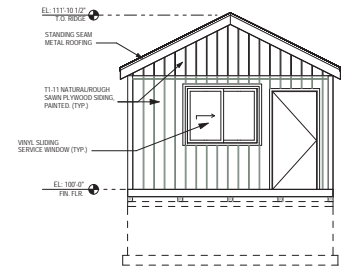 EL: 111'-10 1/2"
T.O. RIDGE
STANDING SEAM
METAL ROOFING
T1-11 NATURAL/ROUGH
SAWN PLYWOOD SIDING,
PAINTED. (TYP.)
VINYL SLIDING
SERVICE WINDOW (TYP.)
EL: 100'-0"
FIN. FLR.